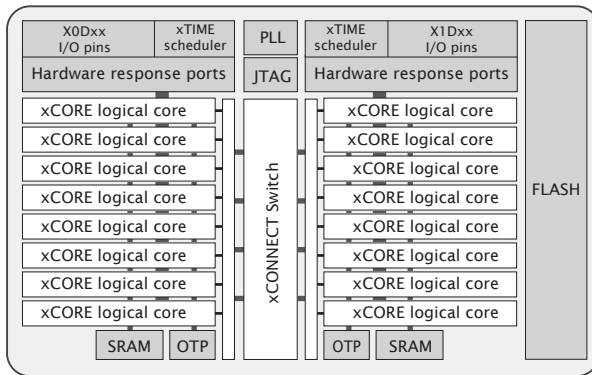 X0Dxx
I/O pins
xTIME
scheduler
PLL
xTIME
scheduler
X1Dxx
I/O pins
Hardware response ports
JTAG
Hardware response ports
xCORE logical core
xCORE logical core
xCORE logical core
xCORE logical core
xCORE logical core
xCORE logical core
xCORE logical core
xCORE logical core
xCONNECT Switch
xCORE logical core
xCORE logical core
xCORE logical core
xCORE logical core
xCORE logical core
xCORE logical core
xCORE logical core
xCORE logical core
FLASH
SRAM
OTP
OTP
SRAM